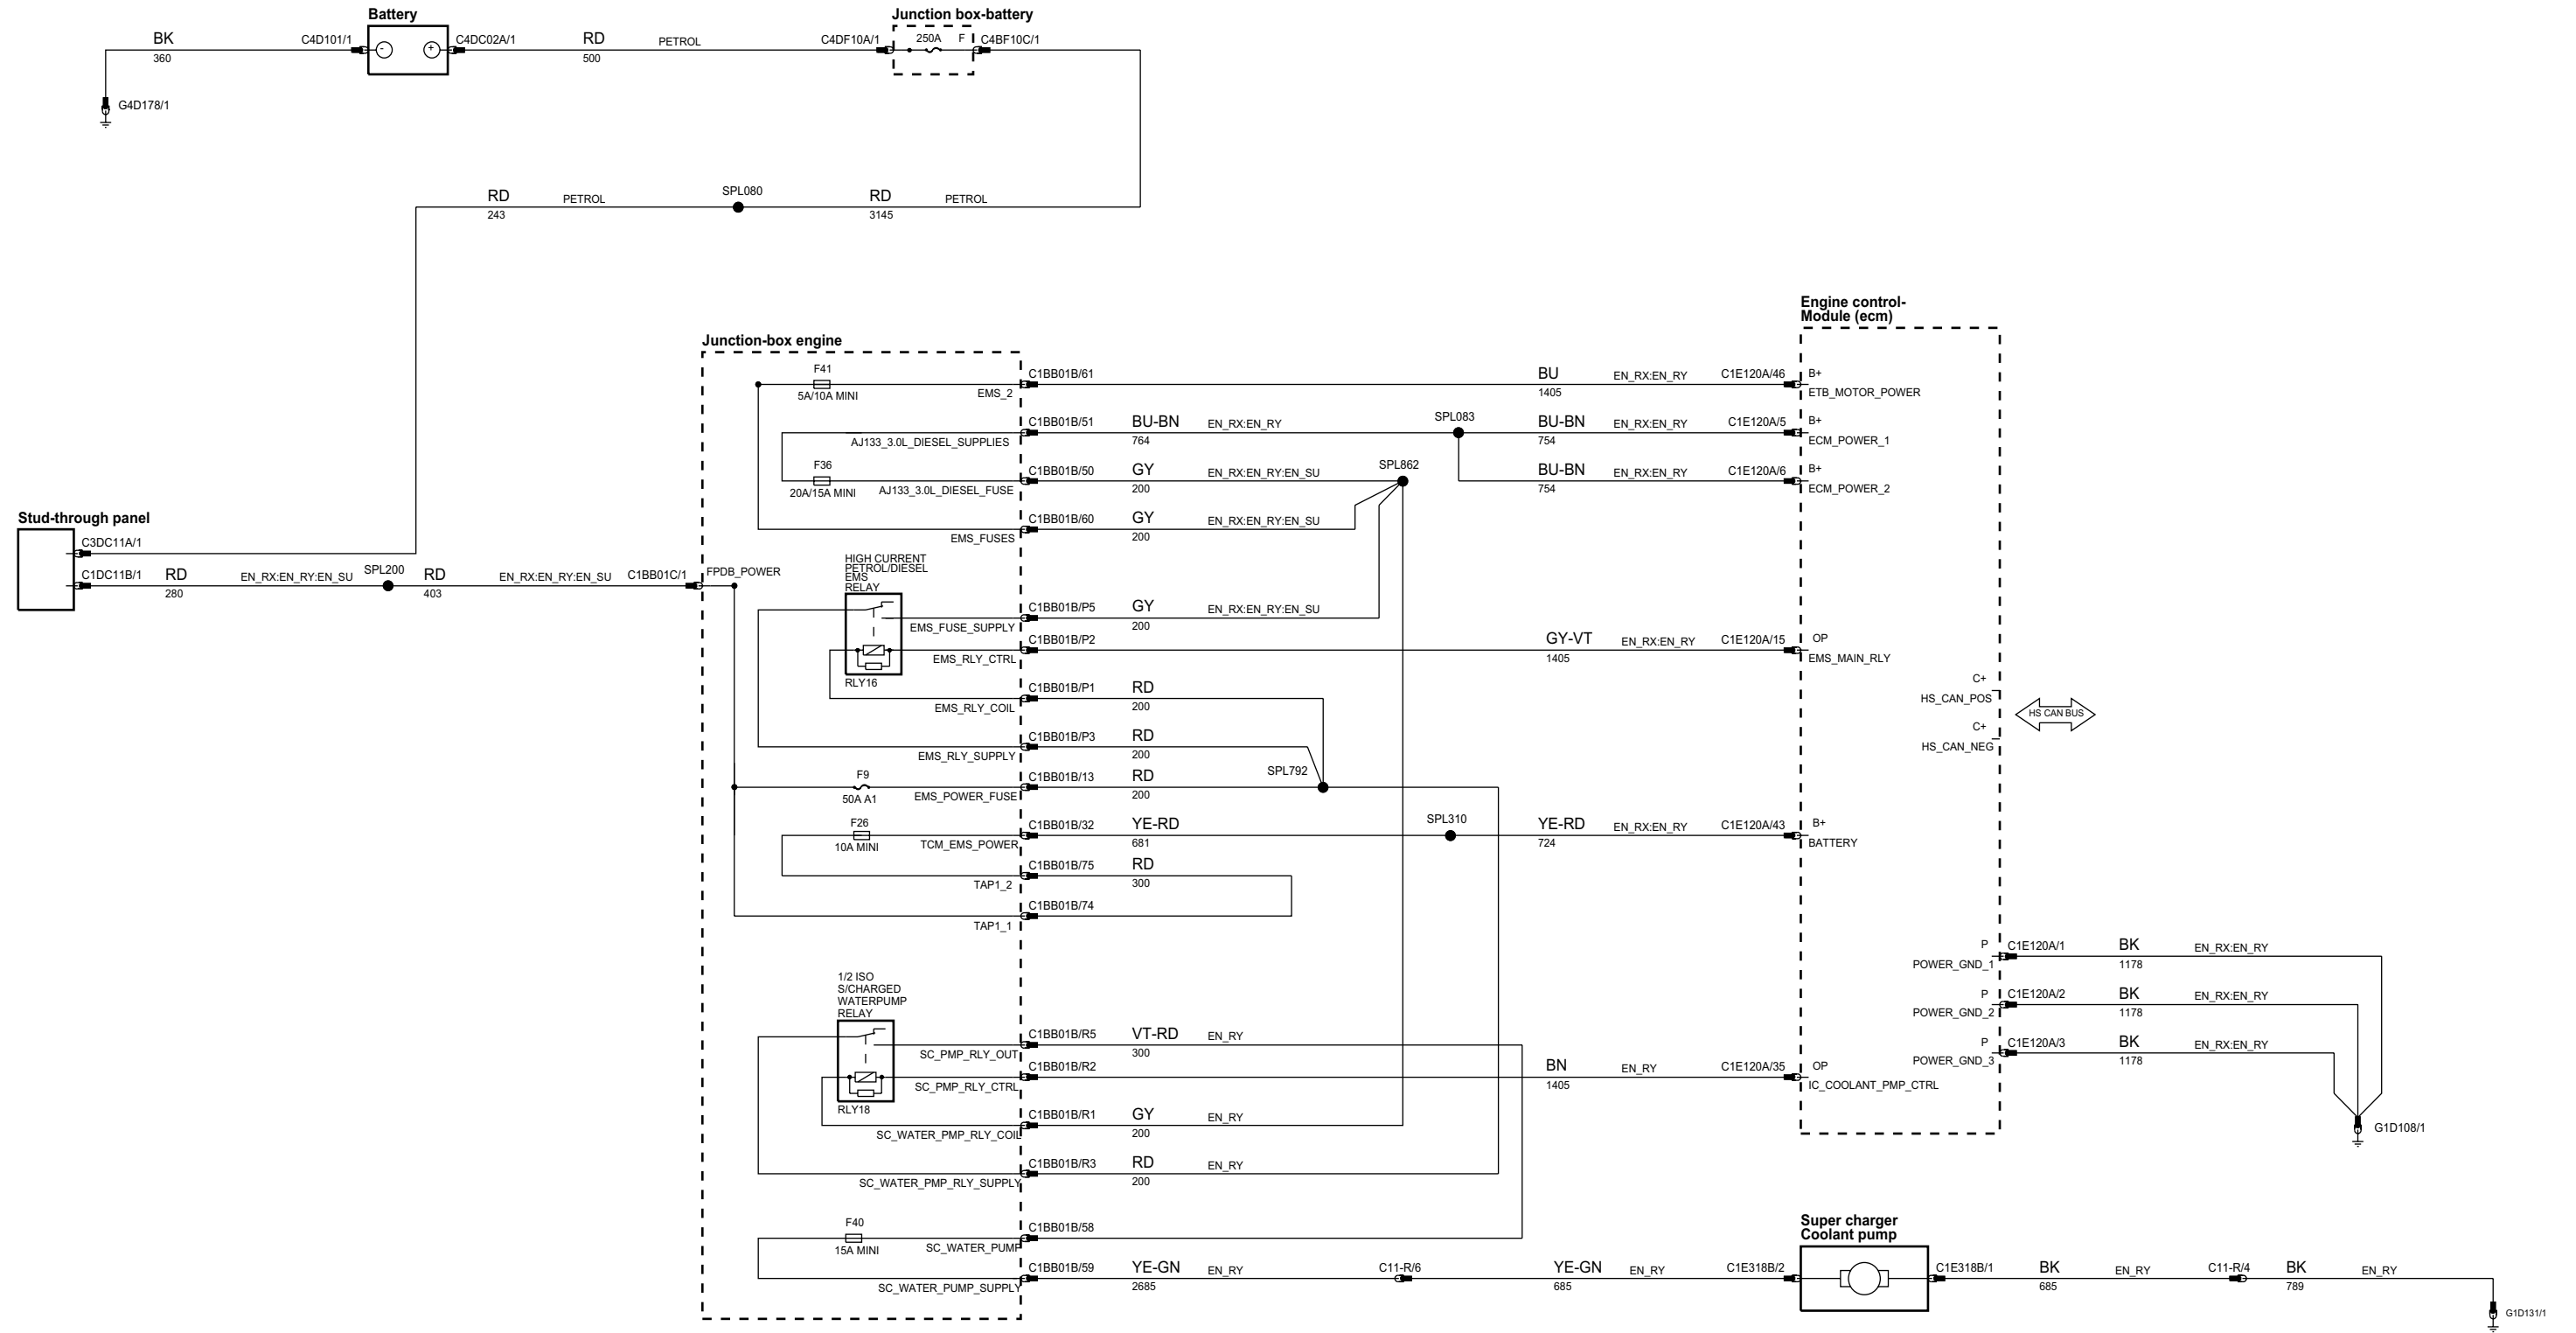 Battery
Junction box-battery
BK
360
C4D101/1
-
+
C4DC02A/1
RD
500
PETROL
C4DF10A/1
250A
F
C4BF10C/1
G4D178/1
RD
243
PETROL
SPL080
RD
3145
PETROL
Engine control-
Module (ecm)
Junction-box engine
F41
5A/10A MINI
EMS_2
C1BB01B/61
BU
1405
EN_RX:EN_RY
C1E120A/46
B+
ETB_MOTOR_POWER
AJ133_3.0L_DIESEL_SUPPLIES
C1BB01B/51
BU-BN
764
EN_RX:EN_RY
SPL083
BU-BN
754
EN_RX:EN_RY
C1E120A/5
B+
ECM_POWER_1
F36
20A/15A MINI
AJ133_3.0L_DIESEL_FUSE
C1BB01B/50
GY
200
EN_RX:EN_RY:EN_SU
SPL862
BU-BN
754
EN_RX:EN_RY
C1E120A/6
B+
ECM_POWER_2
EMS_FUSES
C1BB01B/60
GY
200
EN_RX:EN_RY:EN_SU
Stud-through panel
C3DC11A/1
C1DC11B/1
RD
280
EN_RX:EN_RY:EN_SU
SPL200
RD
403
EN_RX:EN_RY:EN_SU
C1BB01C/1
FPDB_POWER
HIGH CURRENT
PETROL/DIESEL
EMS
RELAY
RLY16
EMS_FUSE_SUPPLY
C1BB01B/P5
GY
200
EN_RX:EN_RY:EN_SU
EMS_RLY_CTRL
C1BB01B/P2
GY-VT
1405
EN_RX:EN_RY
C1E120A/15
OP
EMS_MAIN_RLY
EMS_RLY_COIL
C1BB01B/P1
RD
200
C+
HS_CAN_POS
HS CAN BUS
C+
HS_CAN_NEG
EMS_RLY_SUPPLY
C1BB01B/P3
RD
200
F9
50A A1
EMS_POWER_FUSE
C1BB01B/13
RD
200
SPL792
F26
10A MINI
TCM_EMS_POWER
C1BB01B/32
YE-RD
681
SPL310
YE-RD
724
EN_RX:EN_RY
C1E120A/43
B+
BATTERY
TAP1_2
C1BB01B/75
RD
300
TAP1_1
C1BB01B/74
P
POWER_GND_1
C1E120A/1
BK
1178
EN_RX:EN_RY
P
POWER_GND_2
C1E120A/2
BK
1178
EN_RX:EN_RY
P
POWER_GND_3
C1E120A/3
BK
1178
EN_RX:EN_RY
G1D108/1
1/2 ISO
S/CHARGED
WATERPUMP
RELAY
RLY18
SC_PMP_RLY_OUT
C1BB01B/R5
VT-RD
300
EN_RY
SC_PMP_RLY_CTRL
C1BB01B/R2
BN
1405
EN_RY
C1E120A/35
OP
IC_COOLANT_PMP_CTRL
SC_WATER_PMP_RLY_COIL
C1BB01B/R1
GY
200
EN_RY
SC_WATER_PMP_RLY_SUPPLY
C1BB01B/R3
RD
200
EN_RY
F40
15A MINI
SC_WATER_PUMP
C1BB01B/58
SC_WATER_PUMP_SUPPLY
C1BB01B/59
YE-GN
2685
EN_RY
C11-R/6
YE-GN
685
EN_RY
C1E318B/2
Super charger
Coolant pump
C1E318B/1
BK
685
EN_RY
C11-R/4
BK
789
EN_RY
G1D131/1